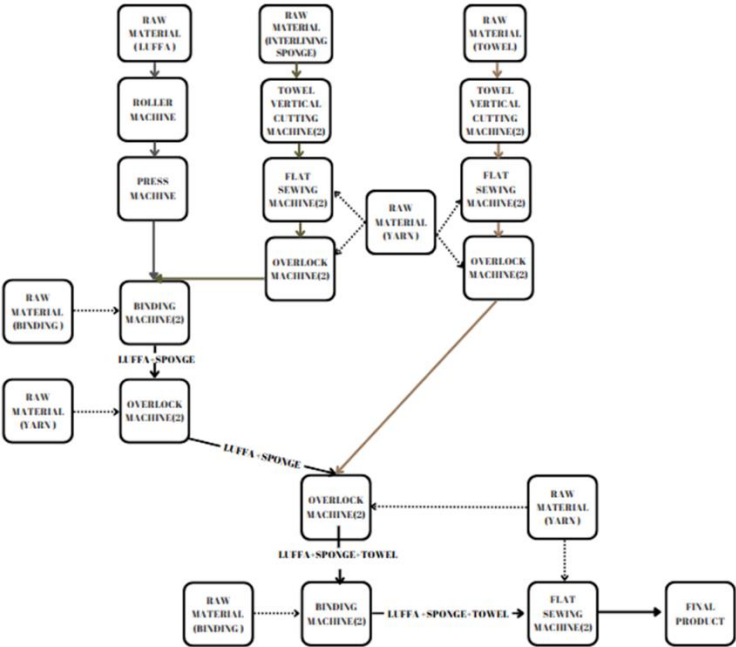 RAW
MATERIAL
(LUFFA)
RAW
MATERIAL
(INTERLINING
SPONGE)
RAW
MATERIAL
(TOWEL)
ROLLER
MACHINE
TOWEL
VERTICAL
CUTTING
MACHINE(2)
TOWEL
VERTICAL
CUTTING
MACHINE(2)
PRESS
MACHINE
FLAT
SEWING
MACHINE(2)
RAW
MATERIAL
(YARN)
FLAT
SEWING
MACHINE(2)
OVERLOCK
MACHINE(2)
OVERLOCK
MACHINE(2)
RAW
MATERIAL
(BINDING)
BINDING
MACHINE(2)
LUFFA+SPONGE
RAW
MATERIAL
(YARN)
OVERLOCK
MACHINE(2)
LUFFA+SPONGE
OVERLOCK
MACHINE(2)
RAW
MATERIAL
(YARN)
LUFFA+SPONGE+TOWEL
RAW
MATERIAL
(BINDING)
BINDING
MACHINE(2)
LUFFA+SPONGE+TOWEL
FLAT
SEWING
MACHINE(2)
FINAL
PRODUCT